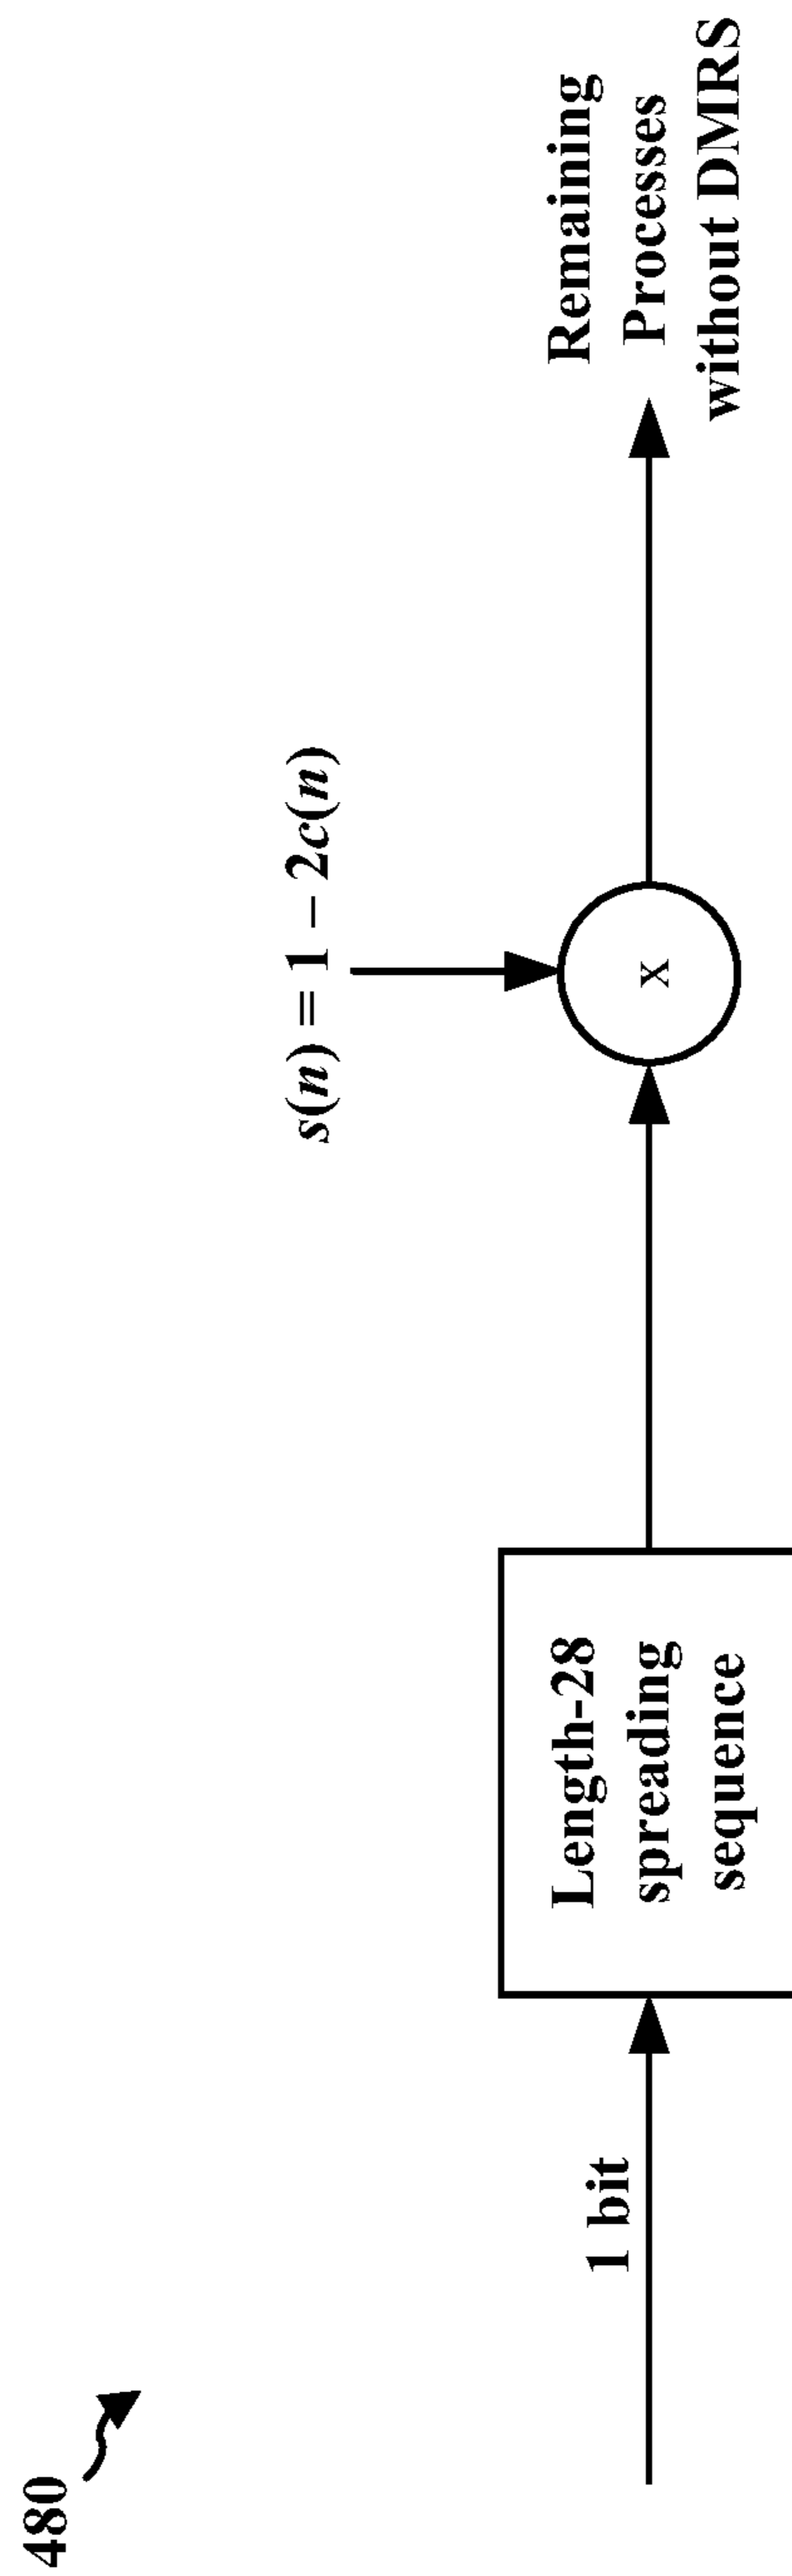 480
1 bit
Length-28
spreading
sequence
s(n) = 1 – 2c(n)
x
Remaining
Processes
without DMRS